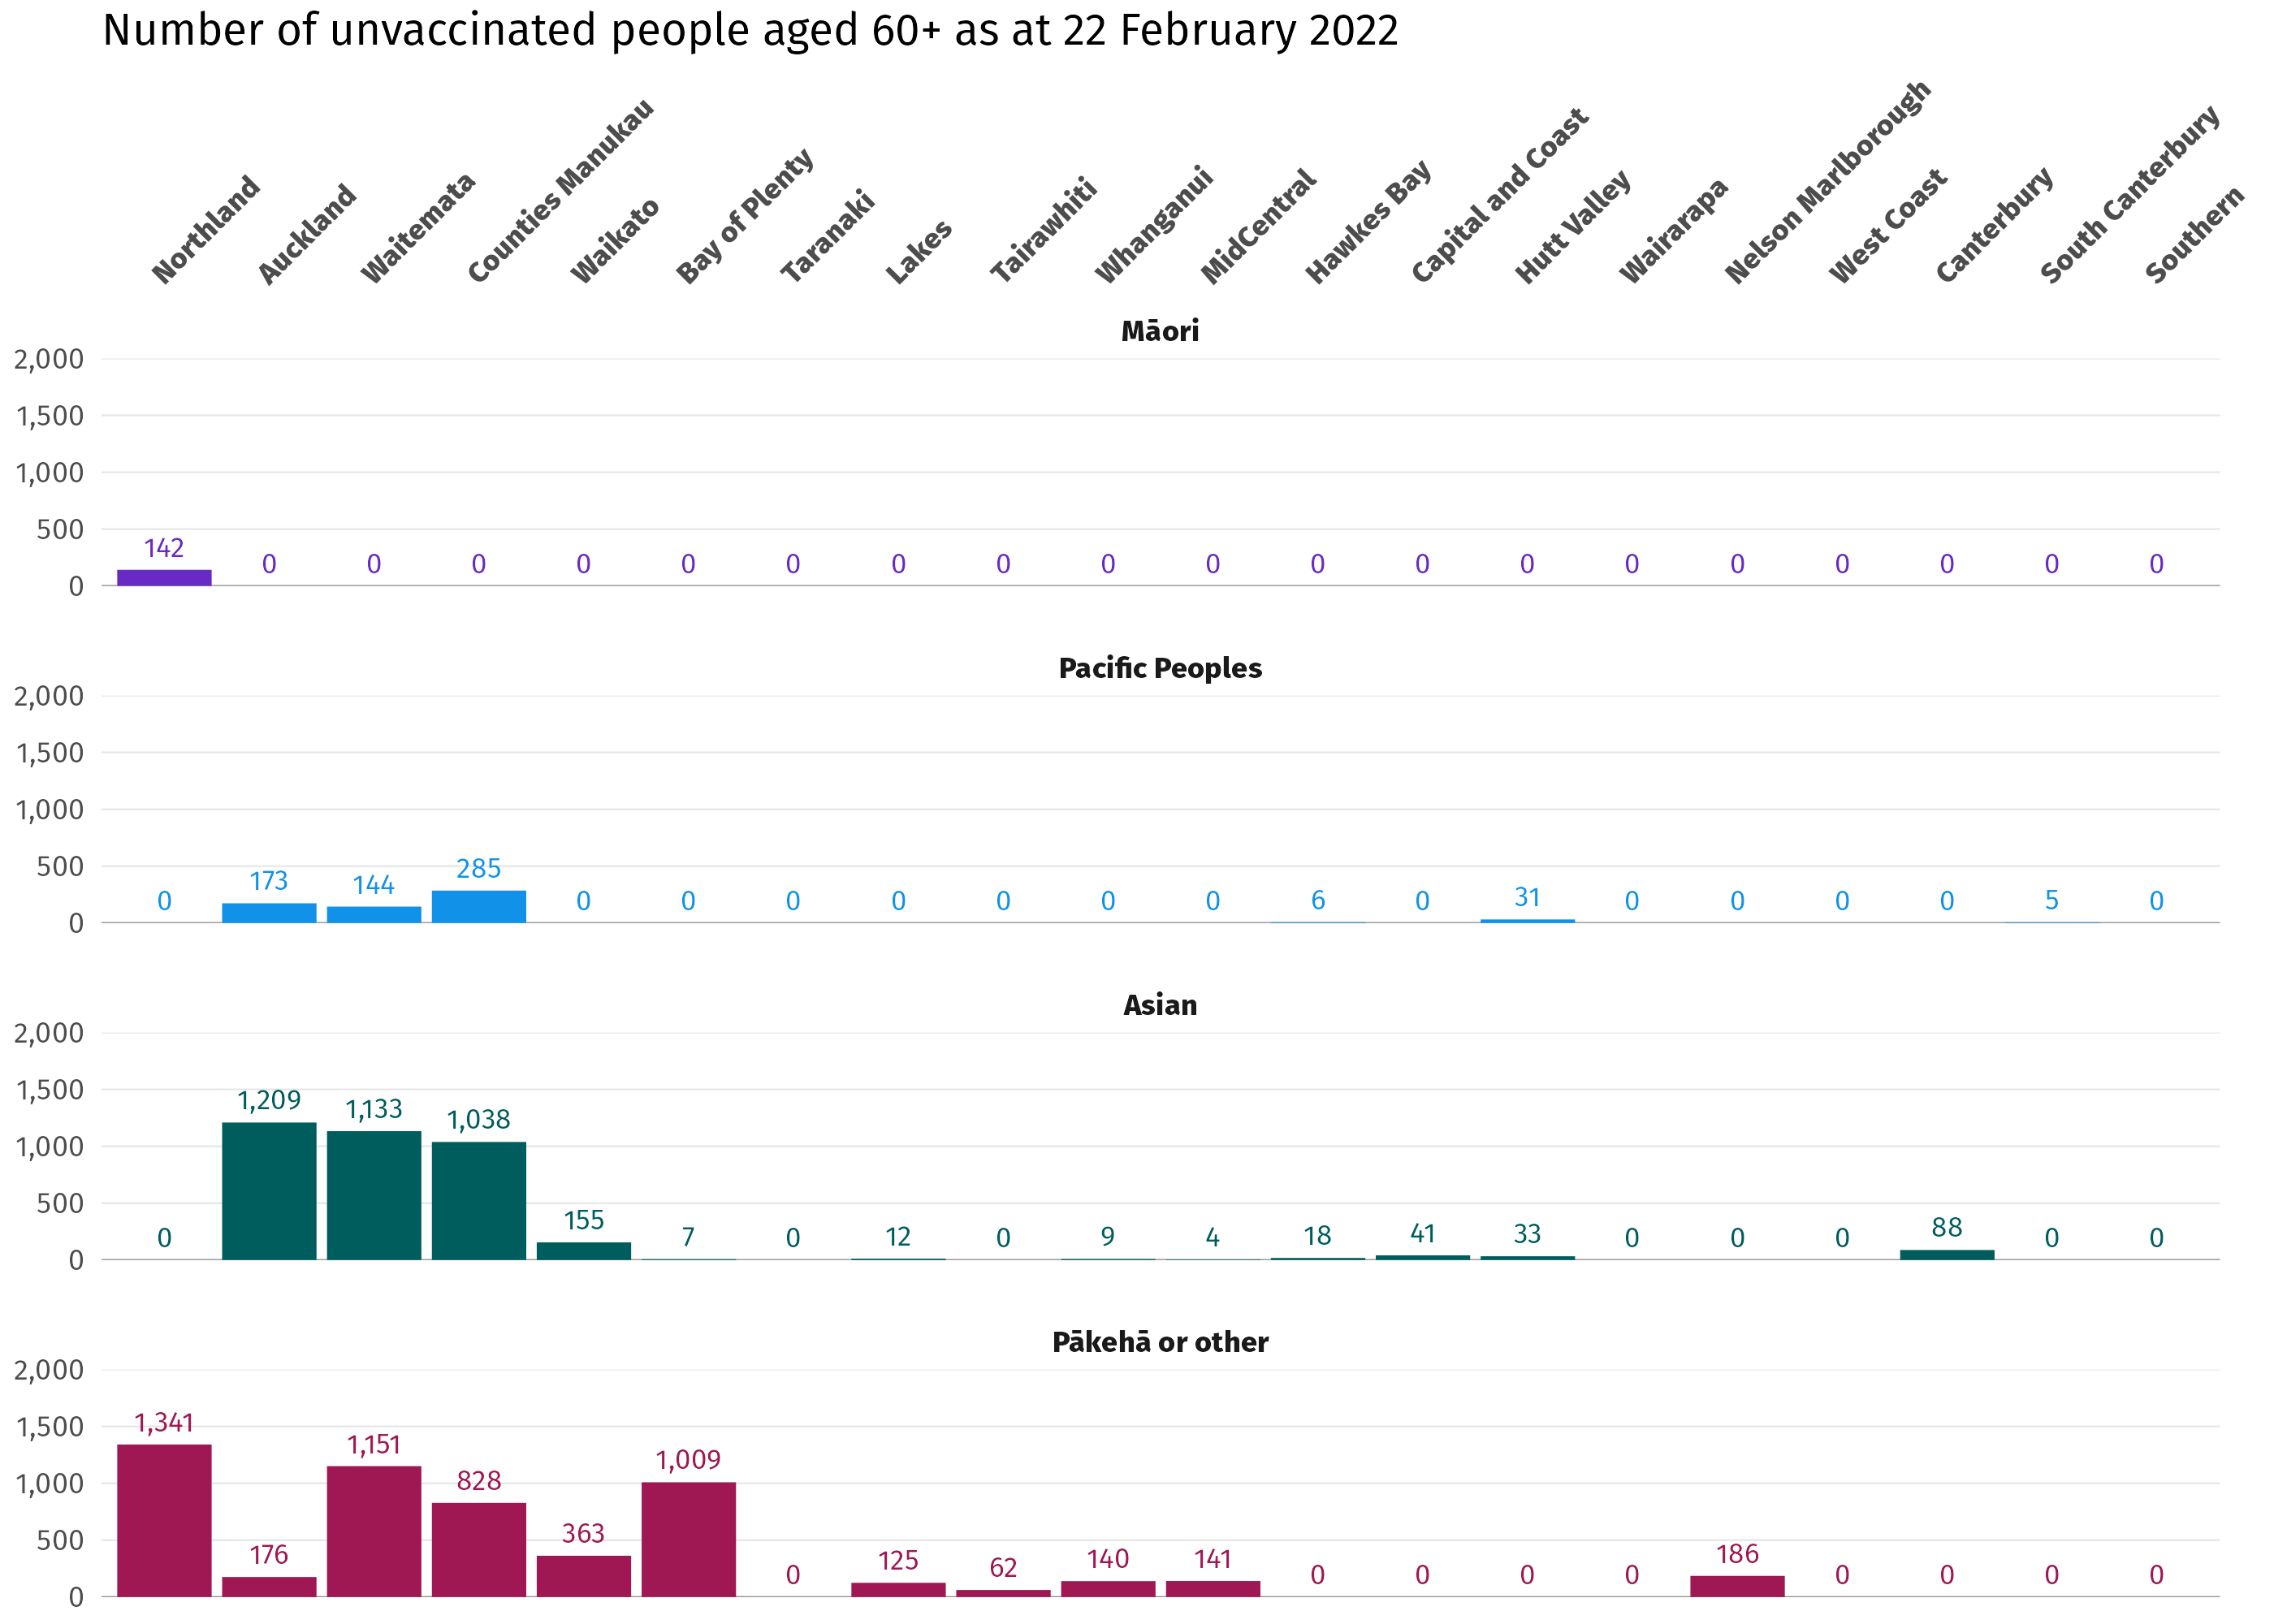 Number of unvaccinated people aged 60+ as at 22 February 2022
Northland
Auckland
Waitemata
Counties Manukau
Waikato
Bay of Plenty
Taranaki
Lakes
Tairawhiti
Whanganui
MidCentral
Hawkes Bay
Capital and Coast
Hutt Valley
Wairarapa
Nelson Marlborough
West Coast
Canterbury
South Canterbury
Southern
Māori
2,000
1,500
1,000
500
0
142 0 0 0 0 0 0 0 0 0 0 0 0 0 0 0 0 0 0 0
Pacific Peoples
2,000
1,500
1,000
500
0
0 173 144 285 0 0 0 0 0 0 0 6 0 31 0 0 0 0 5 0
Asian
2,000
1,500
1,000
500
0
0 1,209 1,133 1,038 155 7 0 12 0 9 4 18 41 33 0 0 0 88 0 0
Pākehā or other
2,000
1,500
1,000
500
0
1,341 176 1,151 828 363 1,009 0 125 62 140 141 0 0 0 0 186 0 0 0 0